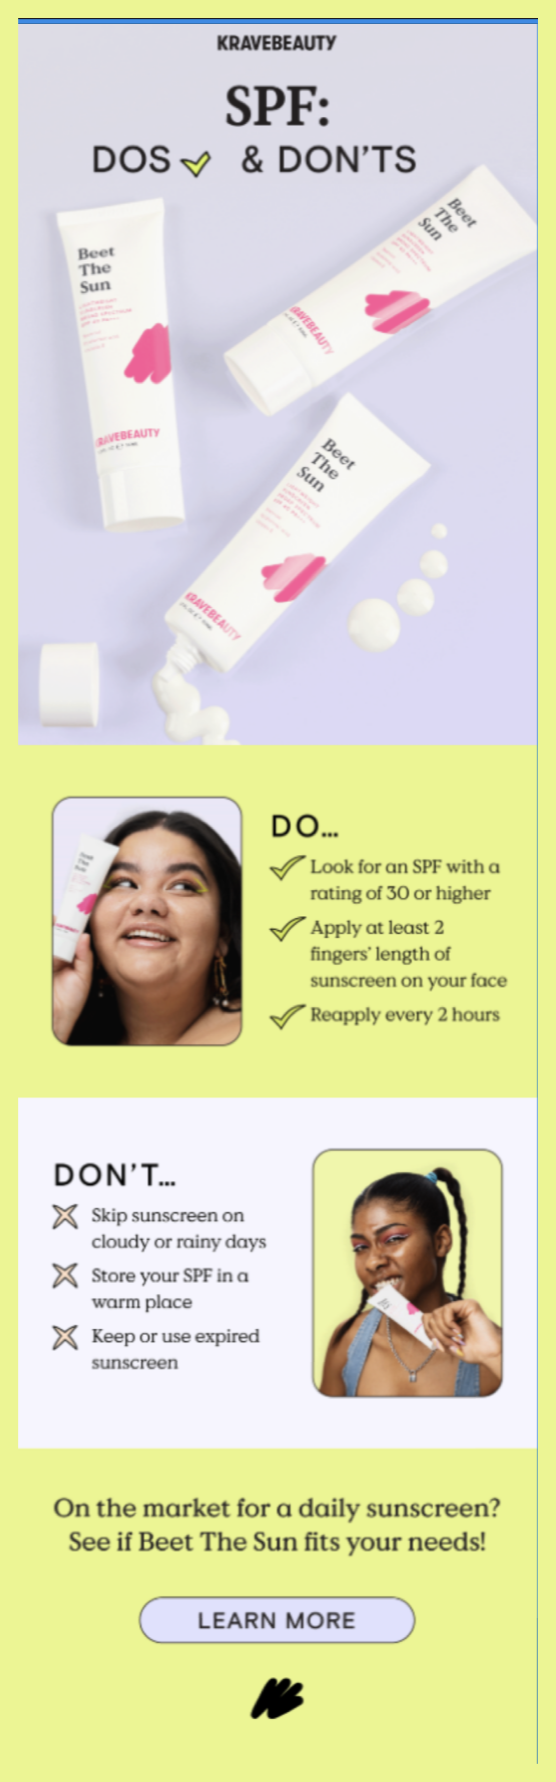 KRAVEBEAUTY
SPF:
DOS & DON'TS
Beet
The
Sun
KRAVEBEAUTY
Beet
The
Sun
KRAVEBEAUTY
Beet
The
Sun
KRAVEBEAUTY
DO...
Look for an SPF with a
rating of 30 or higher
Apply at least 2
fingers' length of
sunscreen on your face
Reapply every 2 hours
DON'T...
Skip sunscreen on
cloudy or rainy days
Store your SPF in a
warm place
Keep or use expired
sunscreen
On the market for a daily sunscreen?
See if Beet The Sun fits your needs!
LEARN MORE